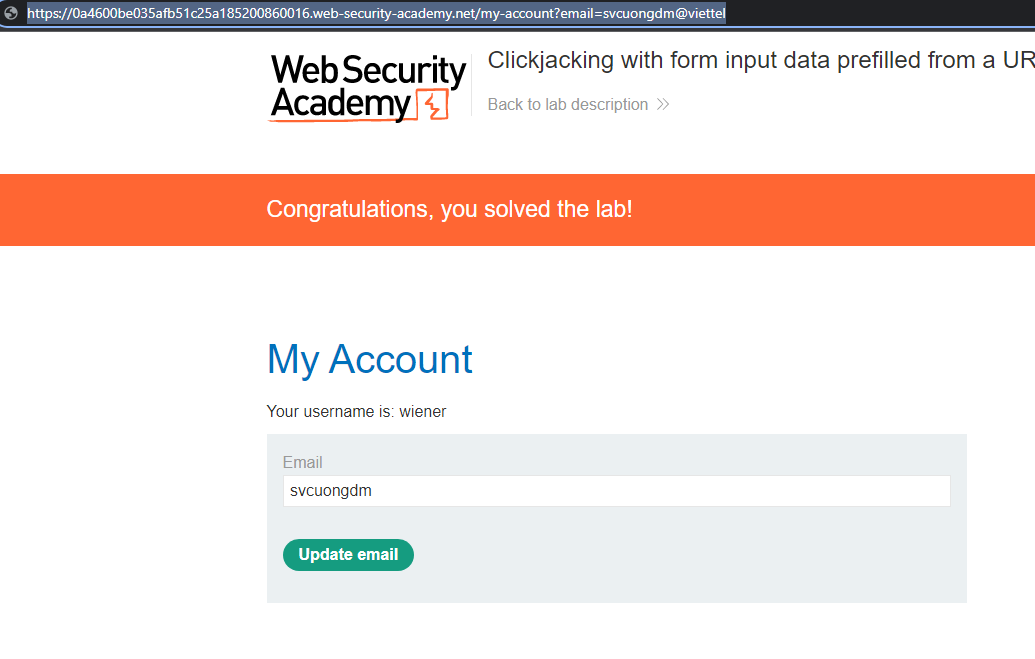 https://0a4600be035afb51c25a185200860016.web-security-academy.net/my-account?email=svcuongdm@viettel
Web Security
Academy
Clickjacking with form input data prefilled from a UR
Back to lab description
Congratulations, you solved the lab!
My Account
Your username is: wiener
Email
svcuongdm
Update email